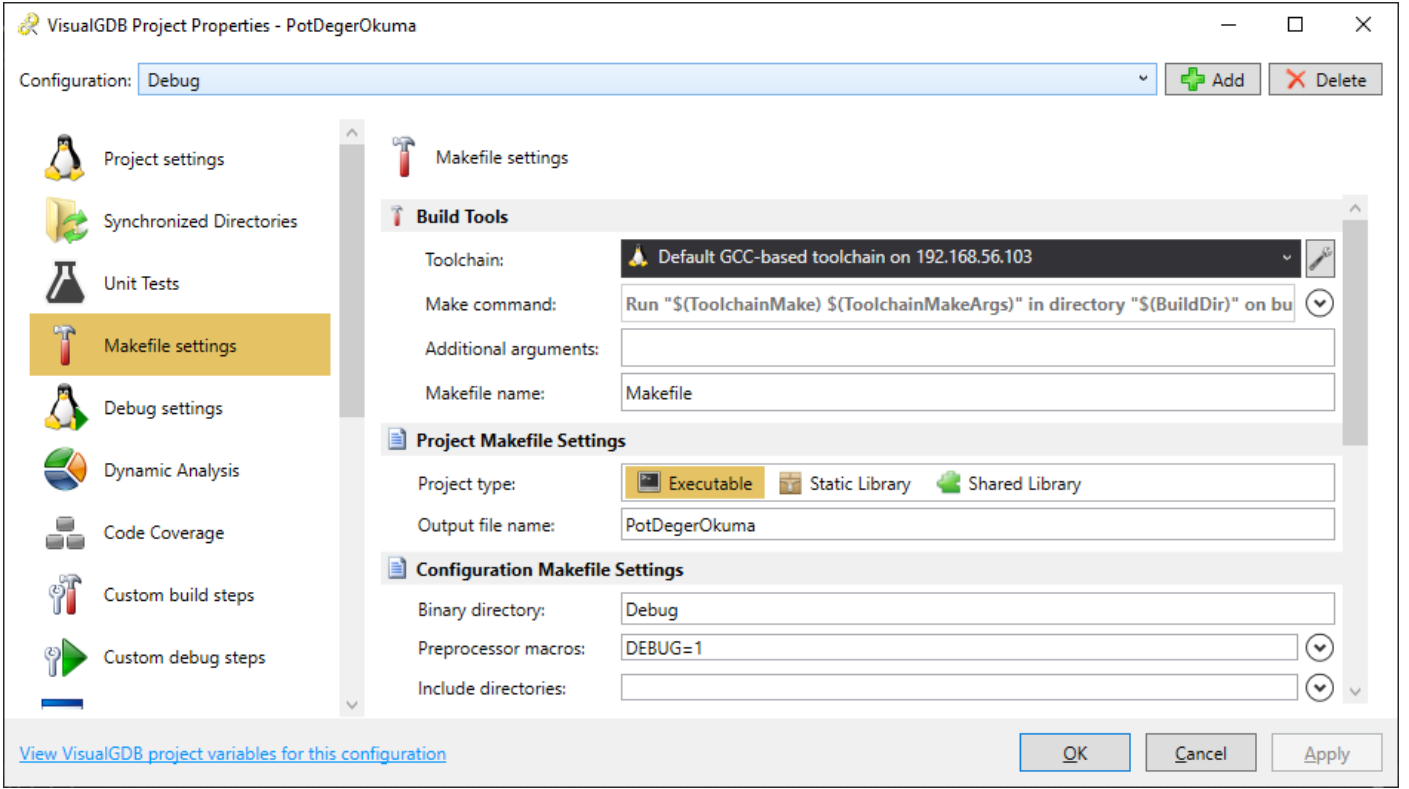 VisualGDB Project Properties - PotDegerOkuma
Configuration: Debug Add Delete
Project settings
Synchronized Directories
Unit Tests
Makefile settings
Debug settings
Dynamic Analysis
Code Coverage
Custom build steps
Custom debug steps
Makefile settings
Build Tools
Toolchain: Default GCC-based toolchain on 192.168.56.103
Make command: Run "$(ToolchainMake) $(ToolchainMakeArgs)" in directory "$(BuildDir)" on bu
Additional arguments:
Makefile name: Makefile
Project Makefile Settings
Project type: Executable Static Library Shared Library
Output file name: PotDegerOkuma
Configuration Makefile Settings
Binary directory: Debug
Preprocessor macros: DEBUG=1
Include directories:
View VisualGDB project variables for this configuration
OK Cancel Apply